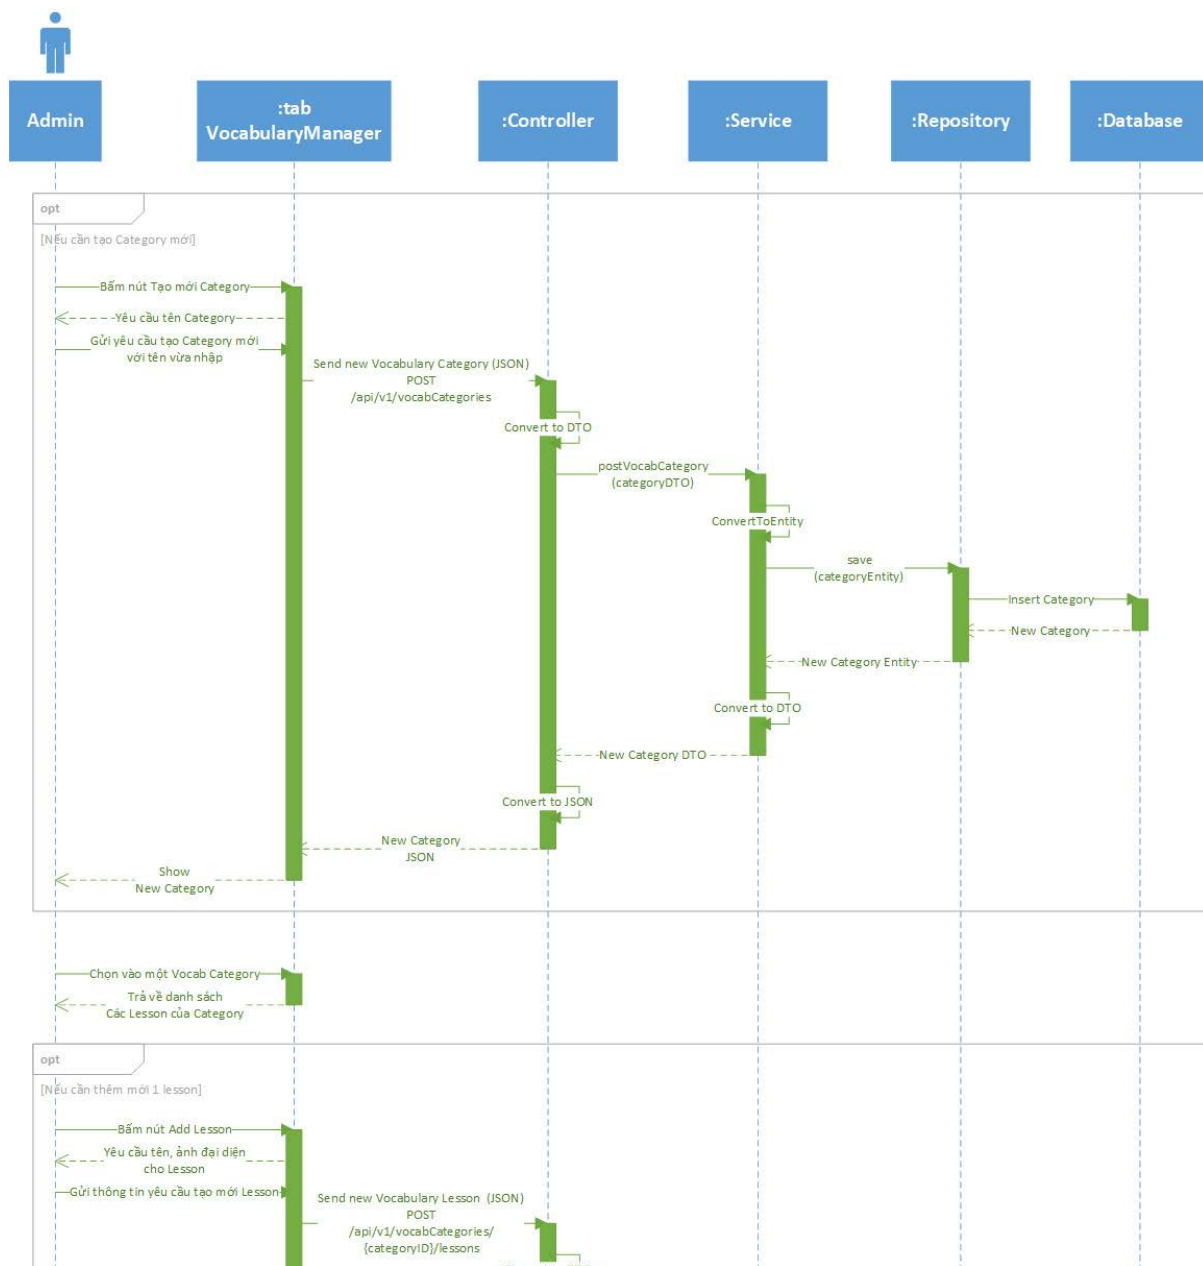 Admin
:tab
VocabularyManager
:Controller
:Service
:Repository
:Database
opt
[Nếu cần tạo Category mới]
Bấm nút Tạo mới Category
Yêu cầu tên Category
Gửi yêu cầu tạo Category mới
với tên vừa nhập
Send new Vocabulary Category (JSON)
POST
/api/v1/vocabCategories
Convert to DTO
postVocabCategory
(categoryDTO)
ConvertToEntity
save
(categoryEntity)
Insert Category
New Category
New Category Entity
Convert to DTO
New Category DTO
Convert to JSON
New Category
JSON
Show
New Category
Chọn vào một Vocab Category
Trả về danh sách
Các Lesson của Category
opt
[Nếu cần thêm mới 1 lesson]
Bấm nút Add Lesson
Yêu cầu tên, ảnh đại diện
cho Lesson
Gửi thông tin yêu cầu tạo mới Lesson
Send new Vocabulary Lesson (JSON)
POST
/api/v1/vocabCategories/
{categoryID}/lessons